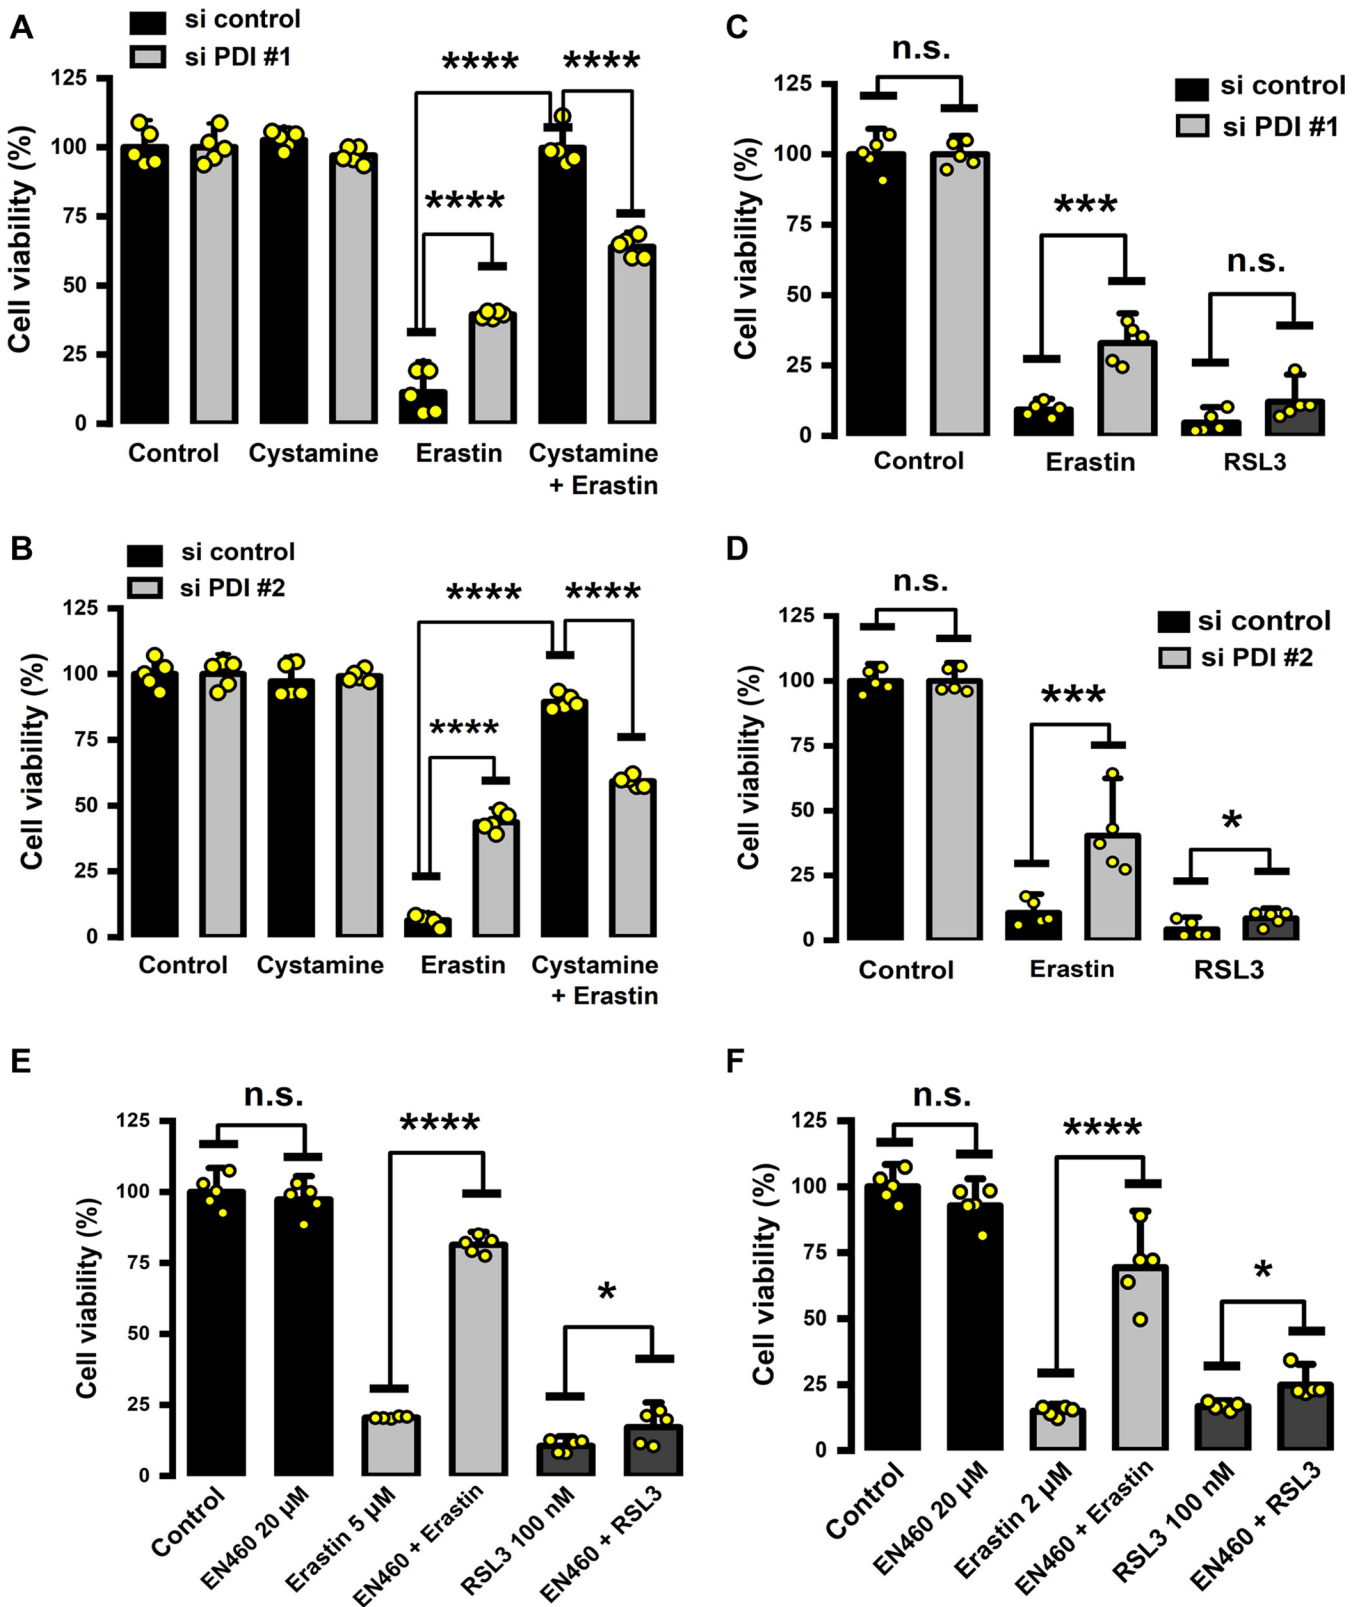 A
si control
si PDI #1
Cell viability (%)
125
100
75
50
25
0
****
****
****
Control
Cystamine
Erastin
Cystamine
+ Erastin
C
si control
si PDI #1
Cell viability (%)
125
100
75
50
25
0
n.s.
***
n.s.
Control
Erastin
RSL3
B
si control
si PDI #2
Cell viability (%)
125
100
75
50
25
0
****
****
****
Control
Cystamine
Erastin
Cystamine
+ Erastin
D
si control
si PDI #2
Cell viability (%)
125
100
75
50
25
0
n.s.
***
*
Control
Erastin
RSL3
E
Cell viability (%)
125
100
75
50
25
0
n.s.
****
*
Control
EN460 20 µM
Erastin 5 µM
EN460 + Erastin
RSL3 100 nM
EN460 + RSL3
F
Cell viability (%)
125
100
75
50
25
0
n.s.
****
*
Control
EN460 20 µM
Erastin 2 µM
EN460 + Erastin
RSL3 100 nM
EN460 + RSL3